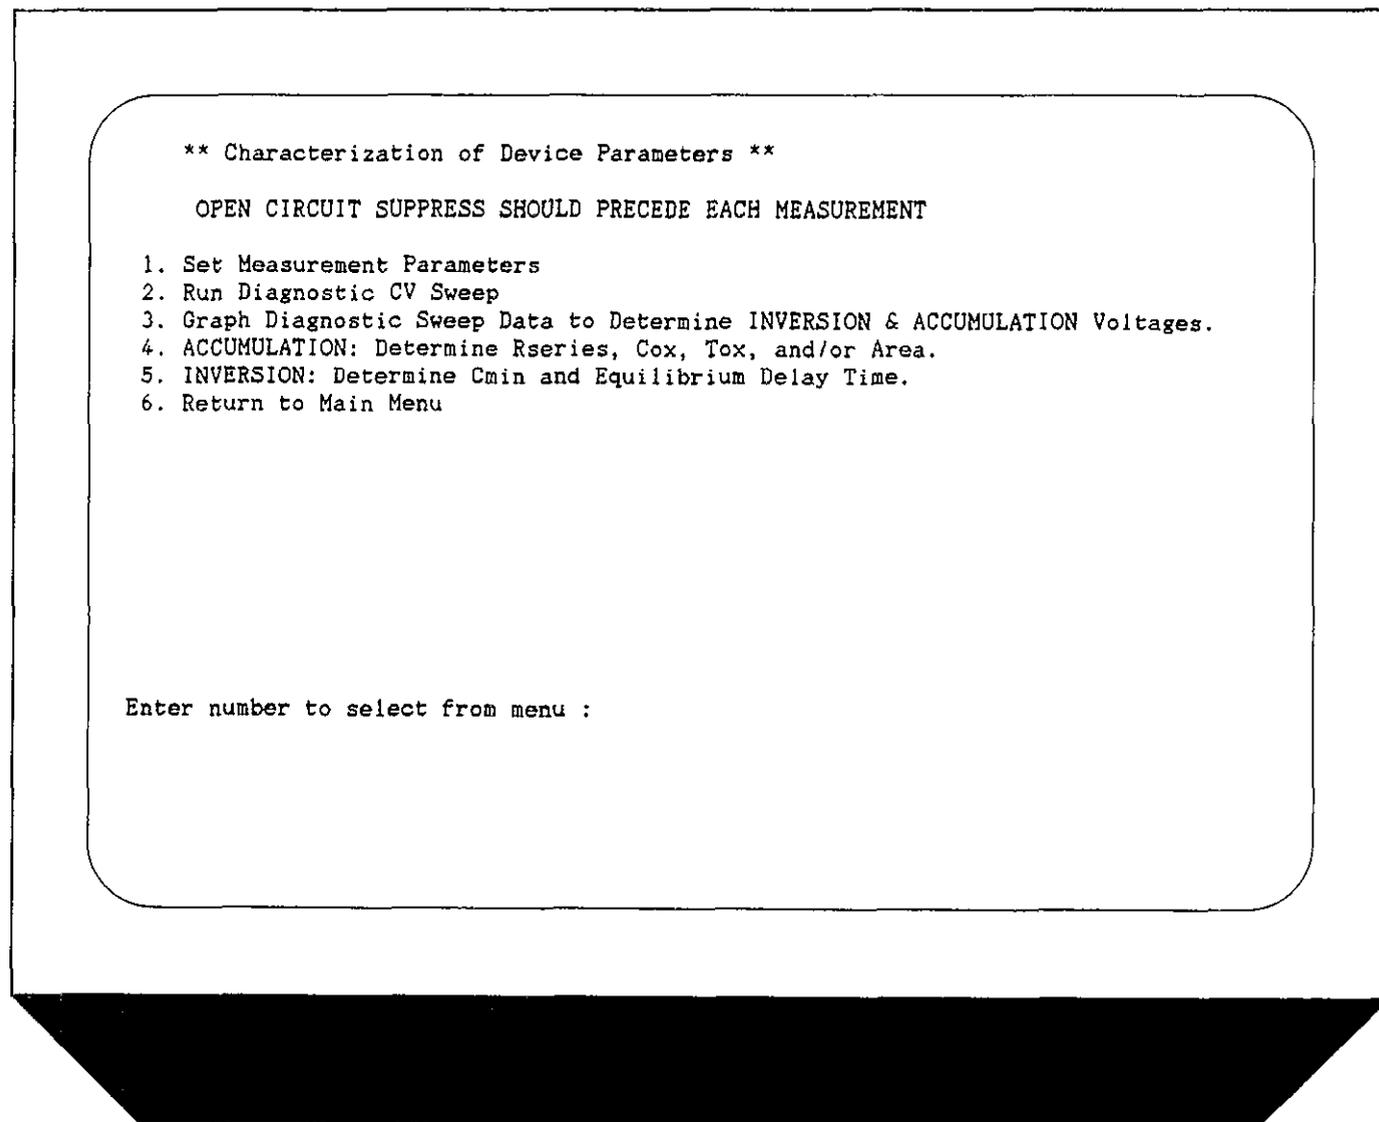 ** Characterization of Device Parameters **
OPEN CIRCUIT SUPPRESS SHOULD PRECEDE EACH MEASUREMENT
1. Set Measurement Parameters
2. Run Diagnostic CV Sweep
3. Graph Diagnostic Sweep Data to Determine INVERSION & ACCUMULATION Voltages.
4. ACCUMULATION: Determine Rseries, Cox, Tox, and/or Area.
5. INVERSION: Determine Cmin and Equilibrium Delay Time.
6. Return to Main Menu
Enter number to select from menu :